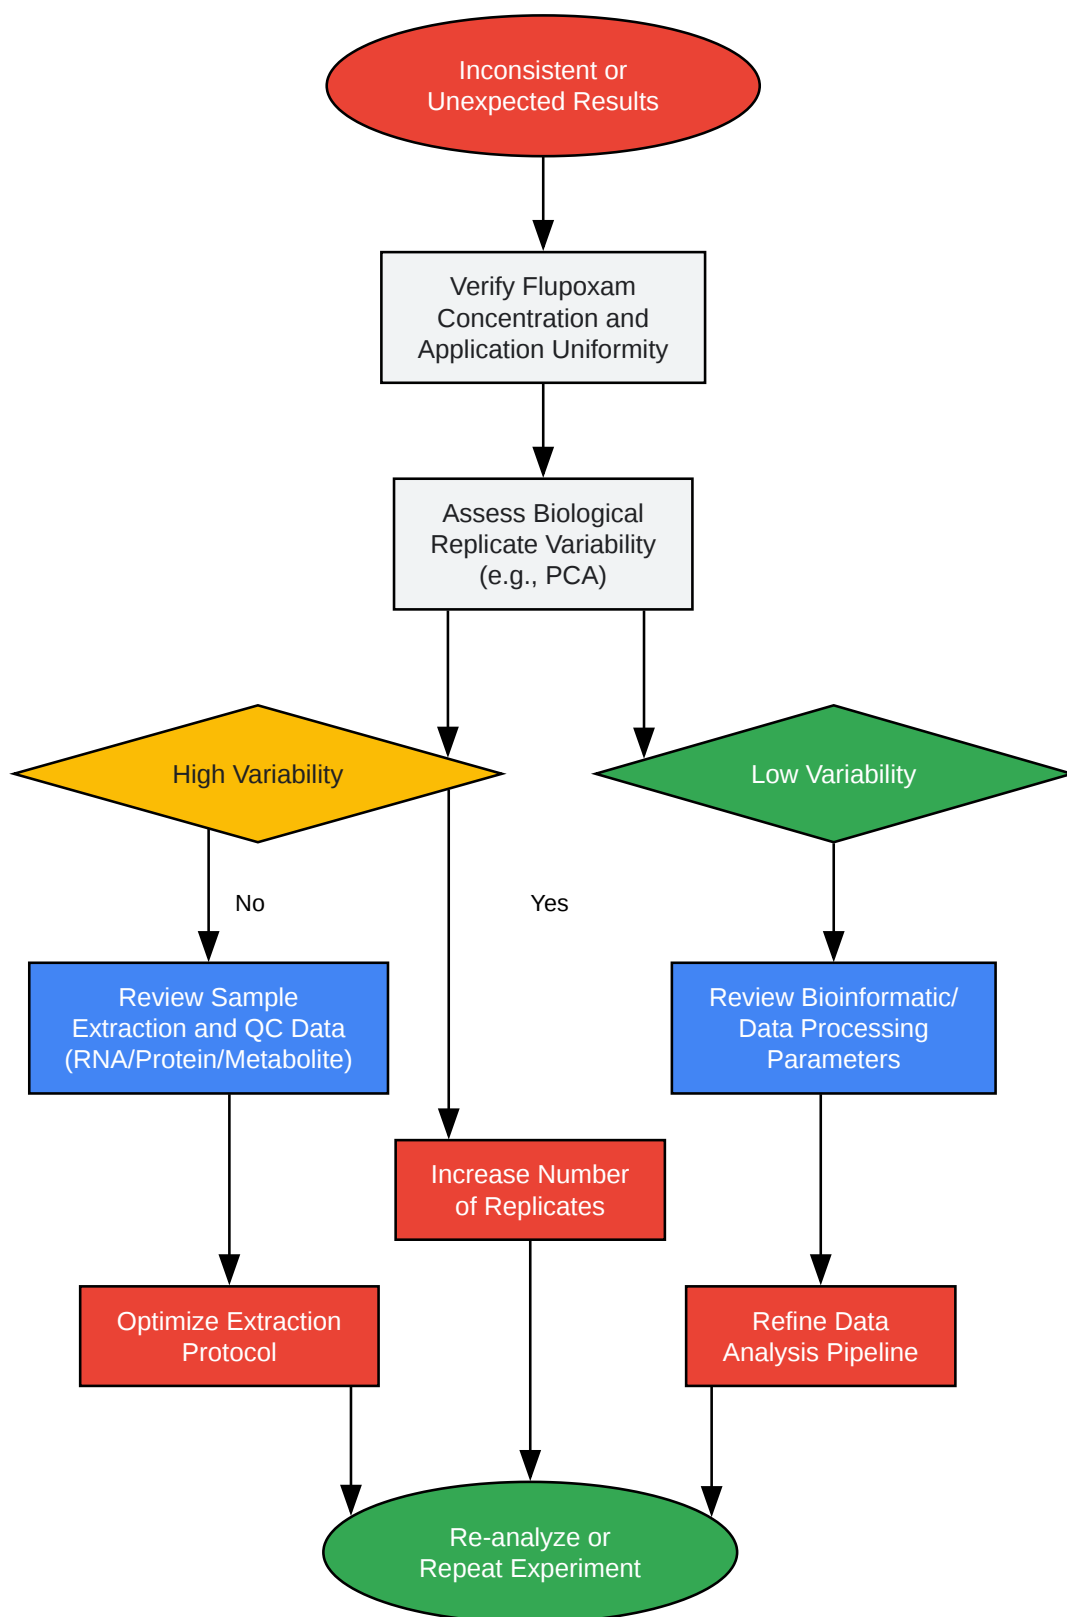 Inconsistent or
Unexpected Results
Verify Flupoxam
Concentration and
Application Uniformity
Assess Biological
Replicate Variability
(e.g., PCA)
High Variability
Low Variability
No
Yes
Review Sample
Extraction and QC Data
(RNA/Protein/Metabolite)
Review Bioinformatic/
Data Processing
Parameters
Increase Number
of Replicates
Optimize Extraction
Protocol
Refine Data
Analysis Pipeline
Re-analyze or
Repeat Experiment